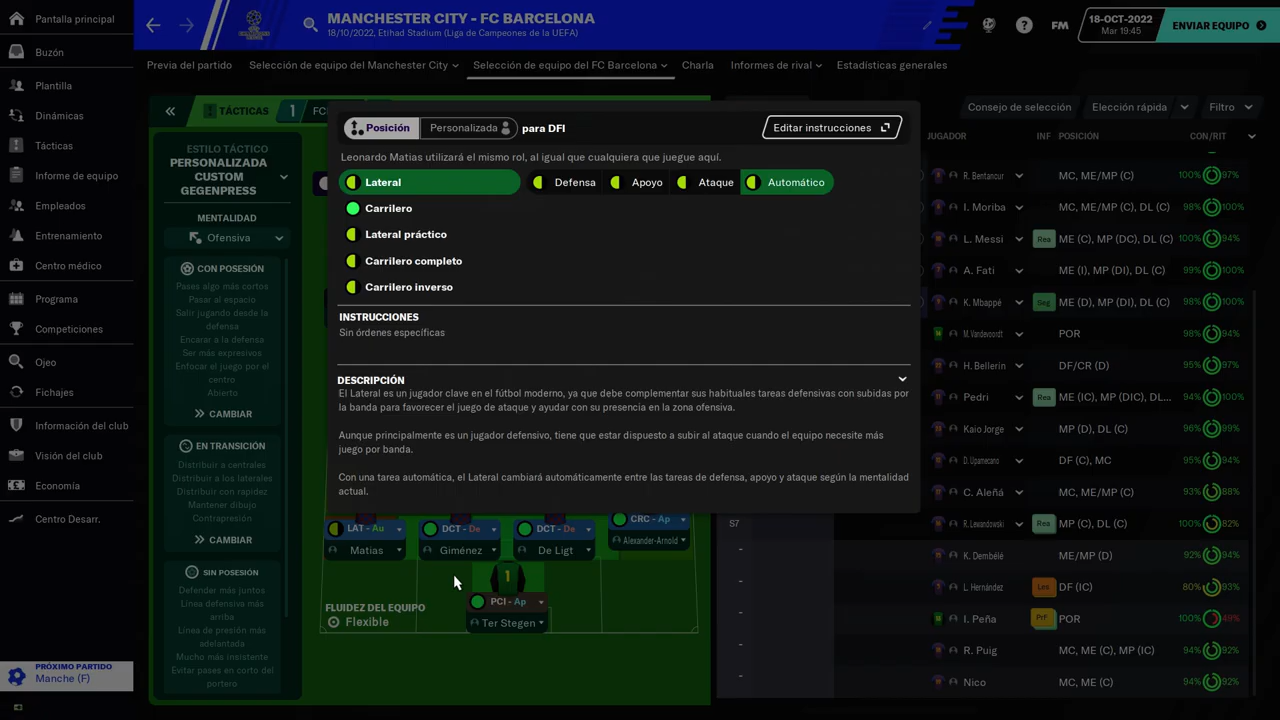 Pantalla principal
Buzón
Plantilla
Dinámicas
Tácticas
Informe de equipo
Empleados
Entrenamiento
Centro médico
Programa
Competiciones
Ojeo
Fichajes
Información del club
Visión del club
Economía
Centro Desarr.
PRÓXIMO PARTIDO
Manche (F)
MANCHESTER CITY - FC BARCELONA
18/10/2022, Etihad Stadium (Liga de Campeones de la UEFA)
FM
18-OCT-2022
Mar 19:45
ENVIAR EQUIPO
Previa del partido
Selección de equipo del Manchester City
Selección de equipo del FC Barcelona
Charla
Informes de rival
Estadísticas generales
TÁCTICAS
1
ESTILO TÁCTICO
PERSONALIZADA
CUSTOM
GEGENPRESS
MENTALIDAD
Ofensiva
CON POSESIÓN
Pases algo más cortos
Pasar al espacio
Salir jugando desde la
defensa
Encarar a la defensa
Ser más expresivos
Enfocar el juego por el
centro
Abierto
CAMBIAR
EN TRANSICIÓN
Distribuir a centrales
Distribuir a los laterales
Distribuir con rapidez
Mantener dibujo
Contrapresión
CAMBIAR
SIN POSESIÓN
Defender más juntos
Línea defensiva más
arriba
Línea de presión más
adelantada
Mucho más insistente
Evitar pases en corto del
portero
Posición
Personalizada
para DFI
Editar instrucciones
Leonardo Matias utilizará el mismo rol, al igual que cualquiera que juegue aquí.
Lateral
Defensa
Apoyo
Ataque
Automático
Carrilero
Lateral práctico
Carrilero completo
Carrilero inverso
INSTRUCCIONES
Sin órdenes específicas
DESCRIPCIÓN
El Lateral es un jugador clave en el fútbol moderno, ya que debe complementar sus habituales tareas defensivas con subidas por
la banda para favorecer el juego de ataque y ayudar con su presencia en la zona ofensiva.
Aunque principalmente es un jugador defensivo, tiene que estar dispuesto a subir al ataque cuando el equipo necesite más
juego por banda.
Con una tarea automática, el Lateral cambiará automáticamente entre las tareas de defensa, apoyo y ataque según la mentalidad
actual.
LAT - Au
DCT - De
DCT - De
CRC - Ap
Matias
Giménez
De Ligt
Alexander-Arnold
1
PCI - Ap
Ter Stegen
FLUIDEZ DEL EQUIPO
Flexible
Consejo de selección
Elección rápida
Filtro
JUGADOR INF POSICIÓN CON/RIT
R. Bentancur MC, ME/MP (C) 100% 97%
I. Moriba MC, ME/MP (C), DL (C) 98% 100%
L. Messi Rea ME (C), MP (DC), DL (C) 100% 94%
A. Fati ME (I), MP (DI), DL (C) 99% 100%
K. Mbappé Seg ME (D), MP (DI), DL (C) 98% 100%
M. Vandevoordt POR 98% 94%
H. Bellerín DF/CR (D) 95% 97%
Pedri Rea ME (IC), MP (DIC), DL... 94% 100%
Kaio Jorge MP (D), DL (C) 96% 99%
D. Upamecano DF (C), MC 95% 94%
C. Aleñá MC, ME/MP (C) 93% 88%
S7 R. Lewandowski Rea MP (C), DL (C) 100% 82%
- K. Dembélé ME/MP (D) 92% 94%
- L. Hernández Les DF (IC) 80% 93%
- I. Peña PrF POR 49%
- R. Puig MC, ME (C), MP (IC) 94% 92%
- Nico MC, ME (C) 94% 92%